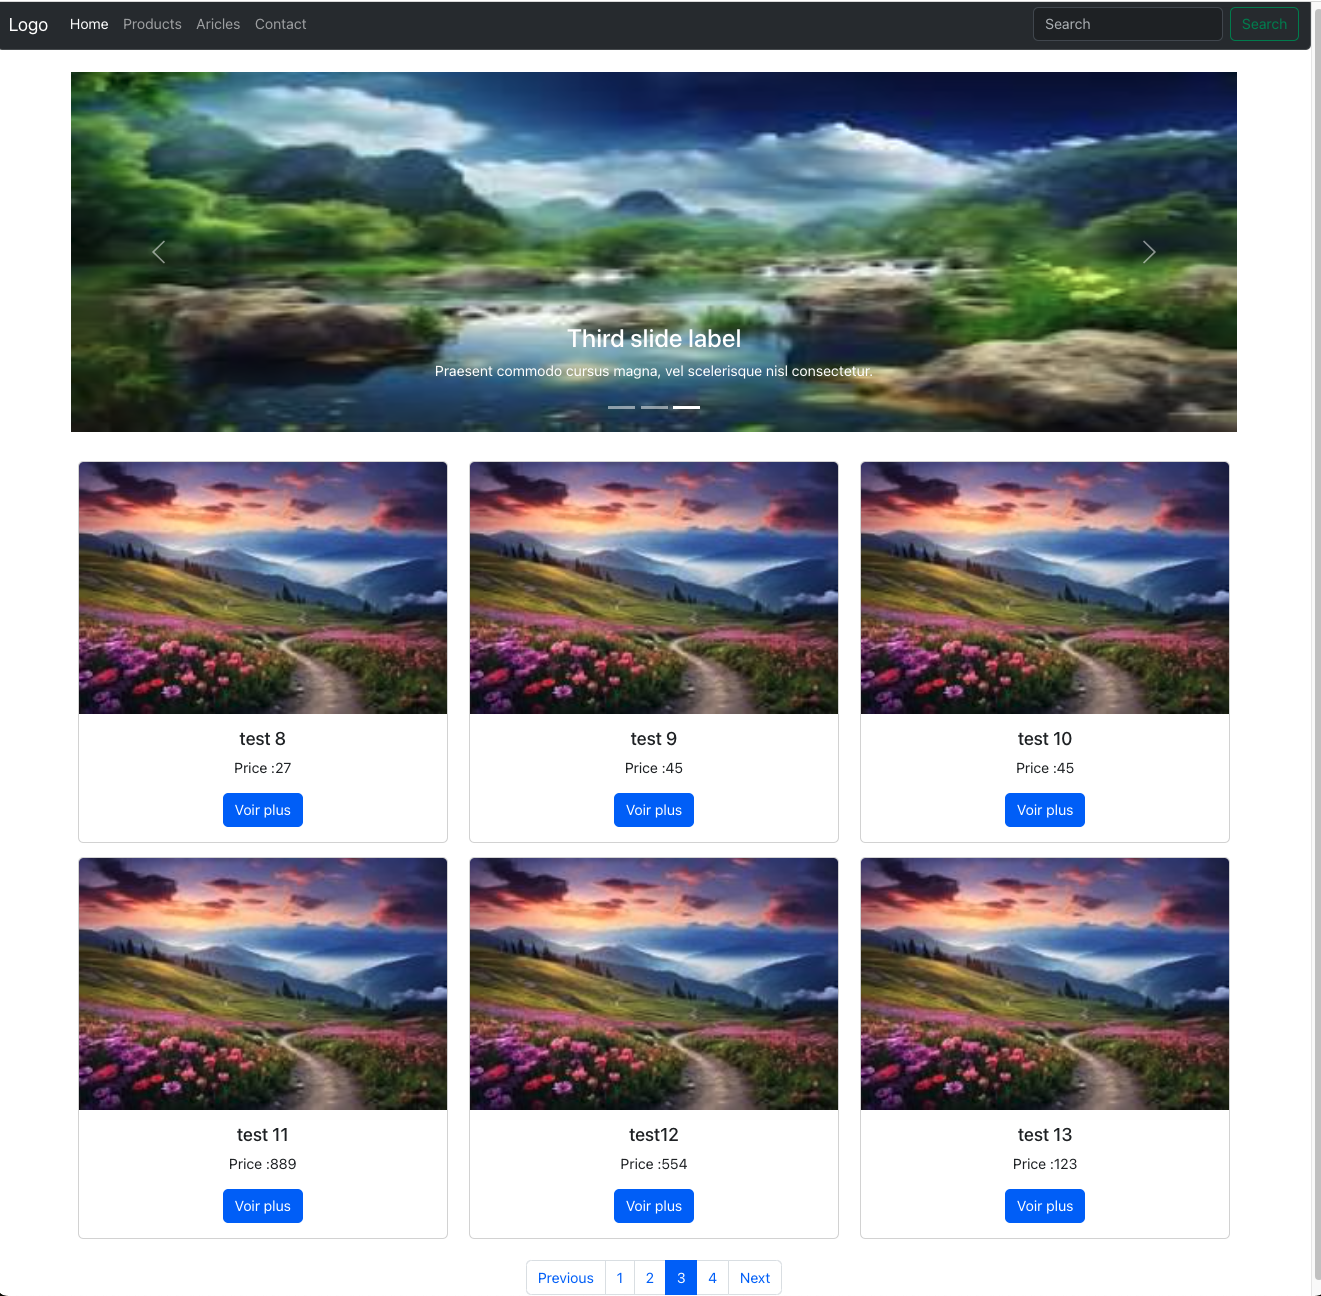 Logo Home Products Aricles Contact Search Search
Third slide label
Praesent commodo cursus magna, vel scelerisque nisl consectetur.
test 8
Price :27
Voir plus
test 9
Price :45
Voir plus
test 10
Price :45
Voir plus
test 11
Price :889
Voir plus
test12
Price :554
Voir plus
test 13
Price :123
Voir plus
Previous 1 2 3 4 Next